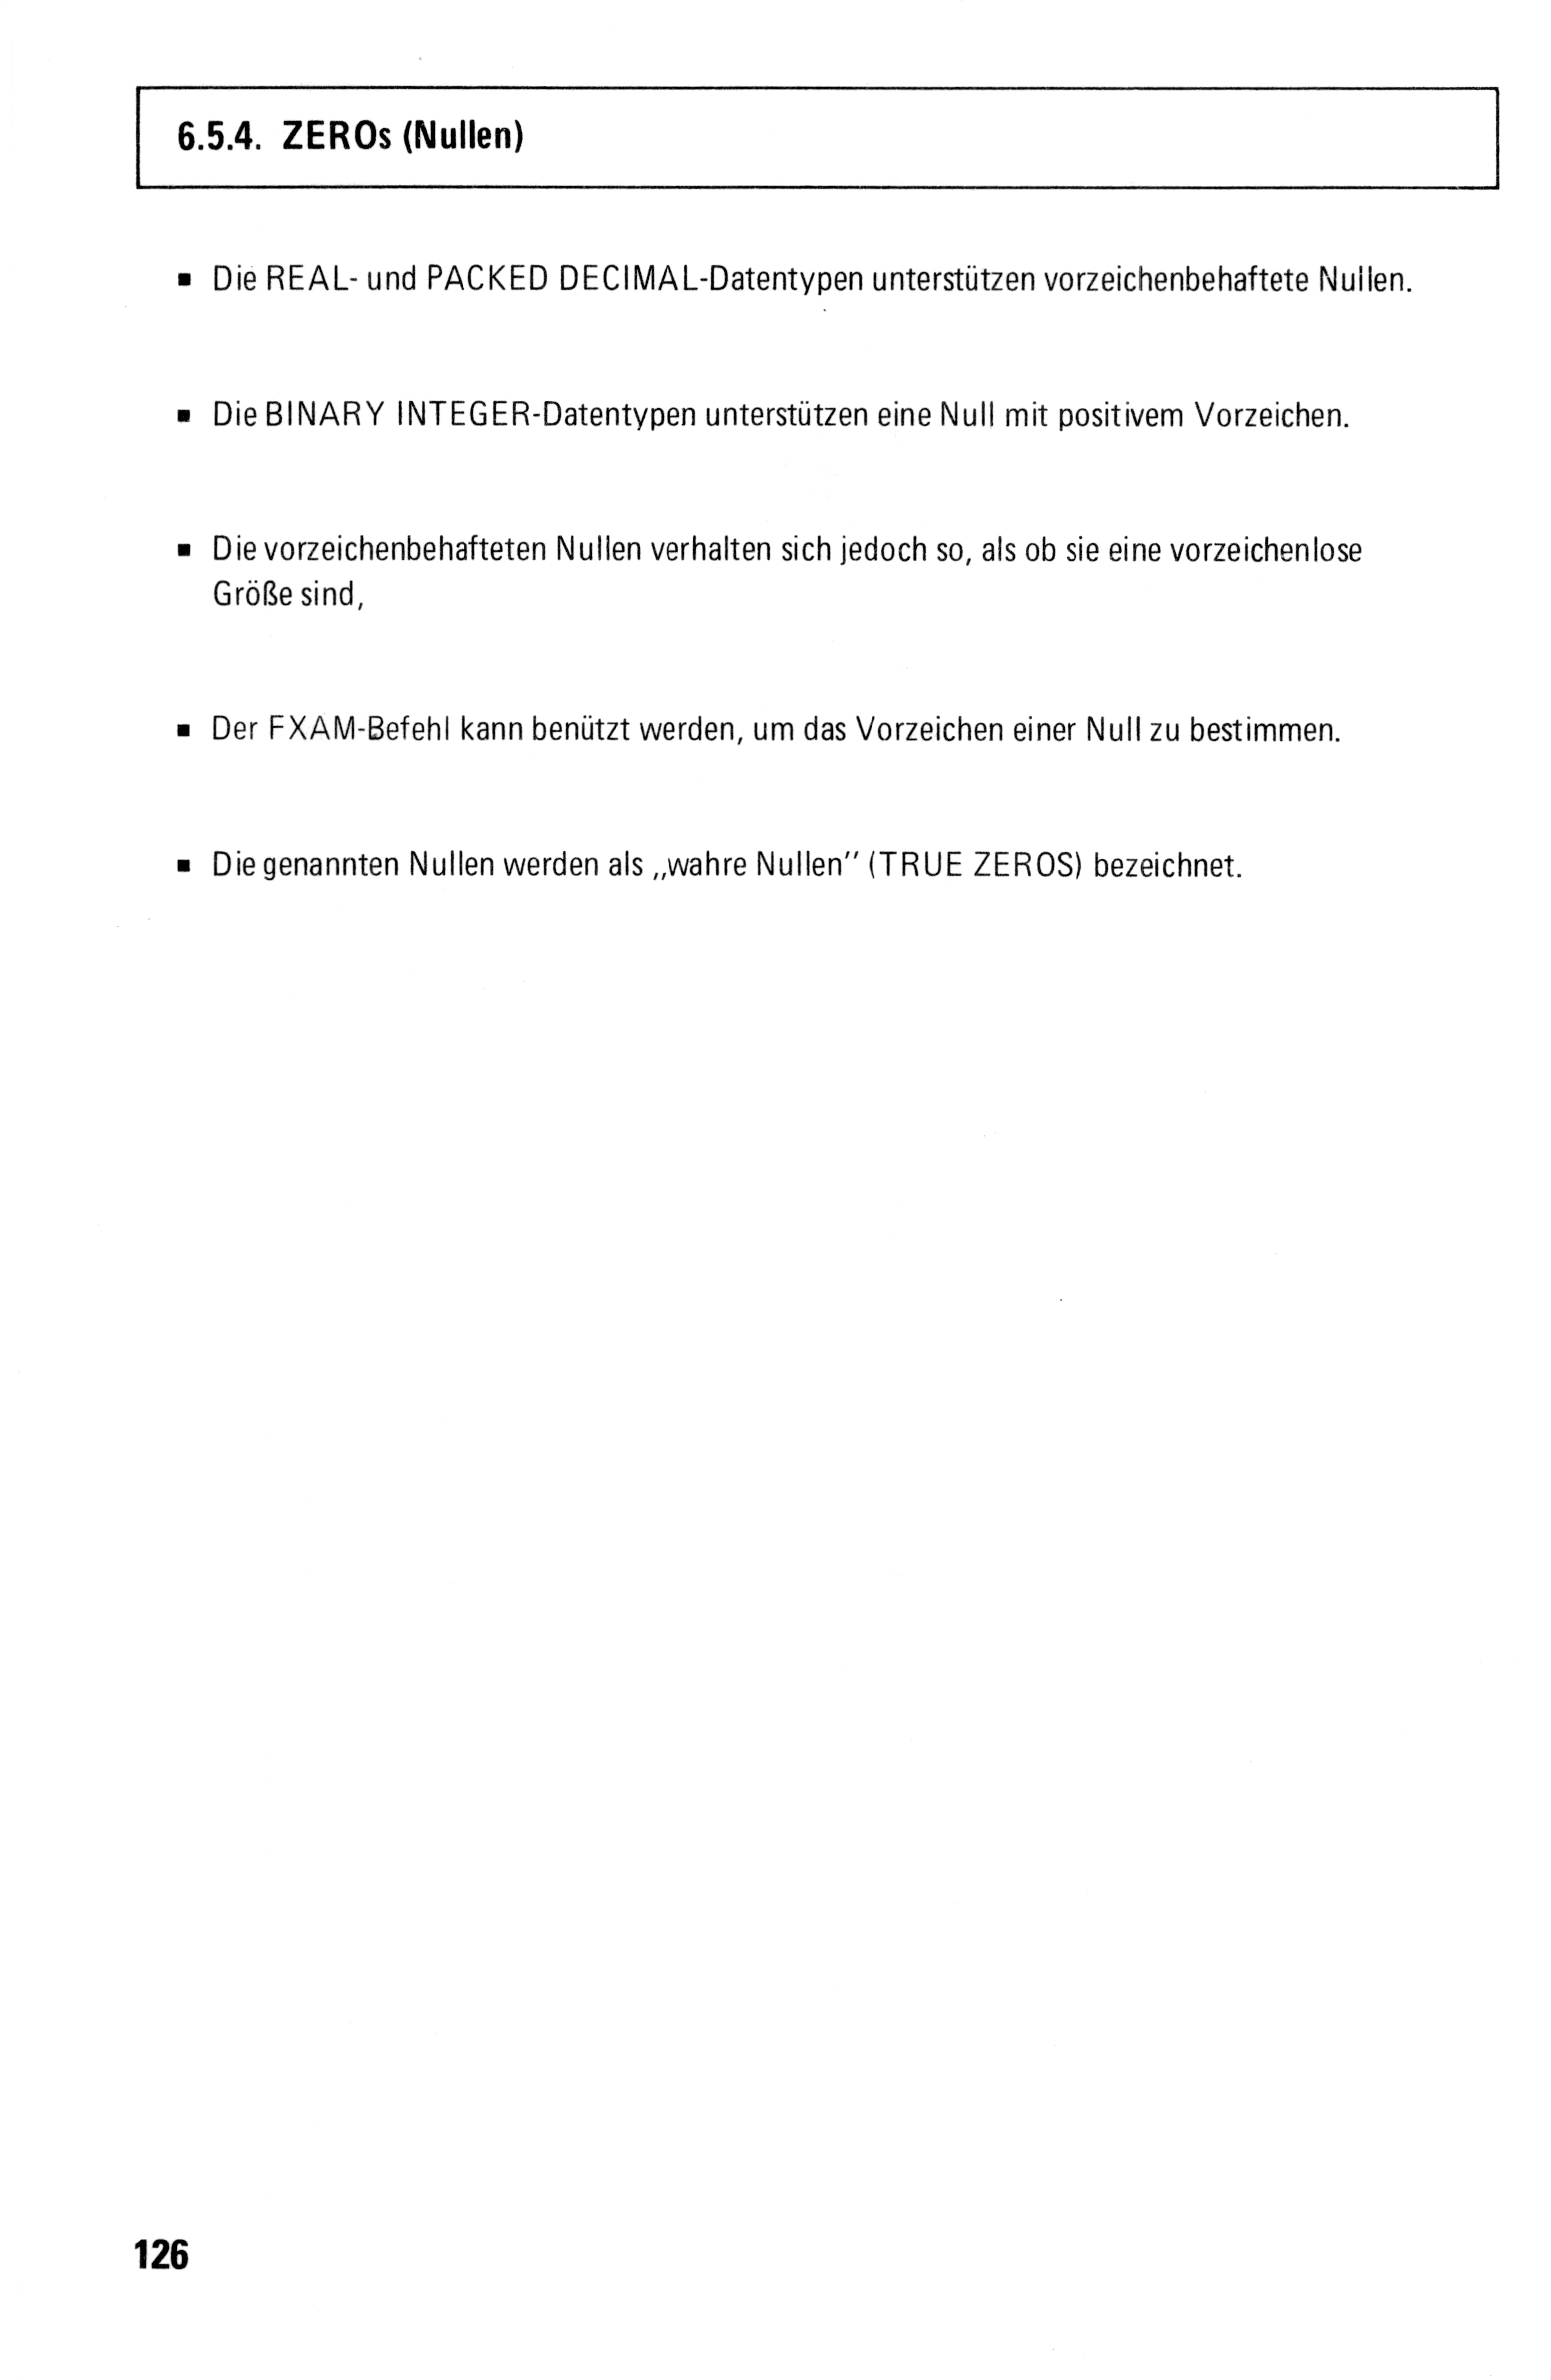 6.5.4. ZEROs (Nullen)
▪ Die REAL- und PACKED DECIMAL-Datentypen unterstützen vorzeichenbehaftete Nullen.
▪ Die BINARY INTEGER-Datentypen unterstützen eine Null mit positivem Vorzeichen.
▪ Die vorzeichenbehafteten Nullen verhalten sich jedoch so, als ob sie eine vorzeichenlose
Größe sind,
▪ Der FXAM-Befehl kann benützt werden, um das Vorzeichen einer Null zu bestimmen.
▪ Die genannten Nullen werden als „wahre Nullen” (TRUE ZEROS) bezeichnet.
126